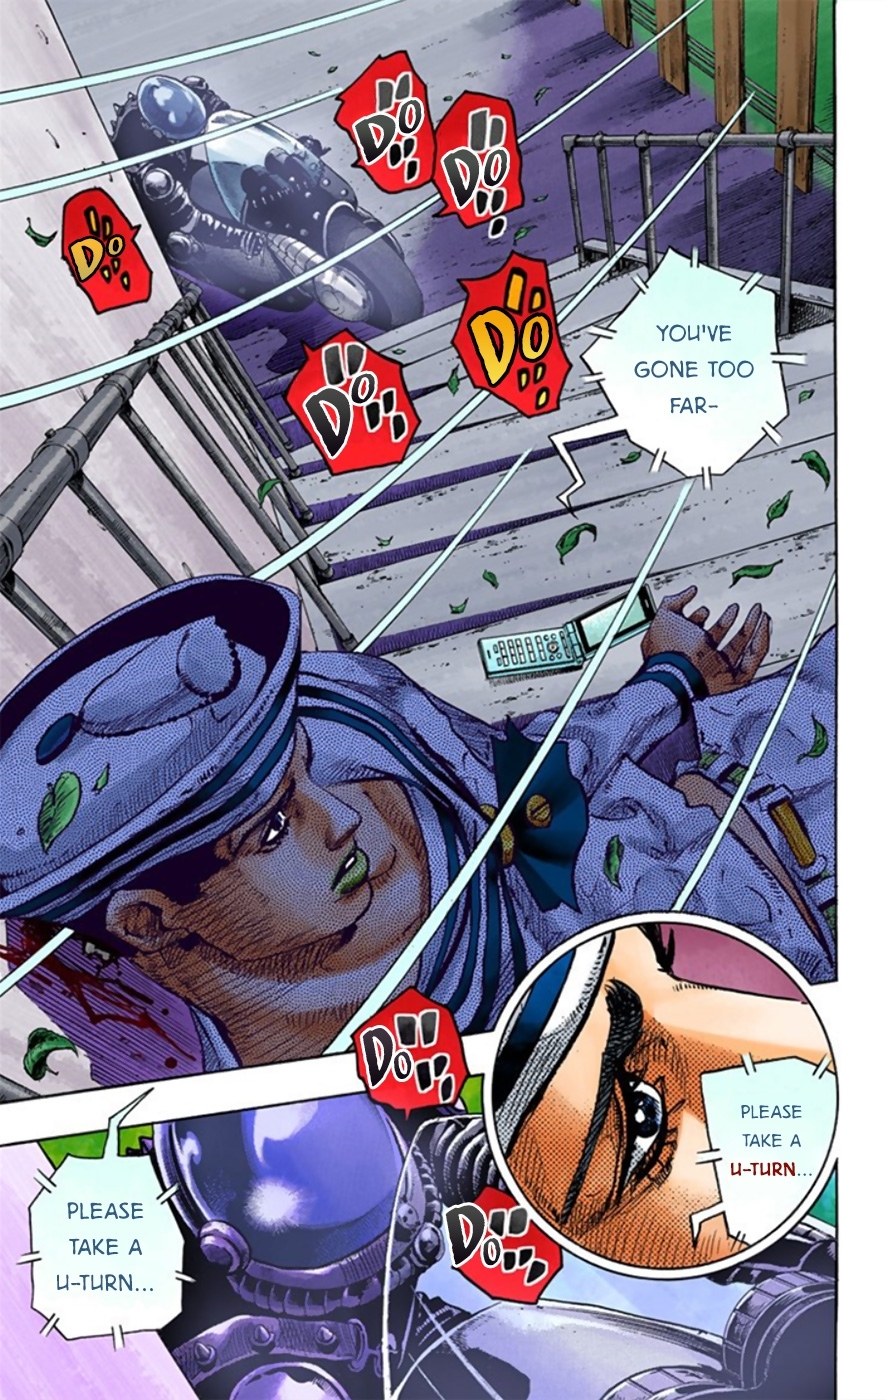 DO
DO
DO
DO
DO
YOU'VE
GONE TOO
FAR-
DO
PLEASE
TAKE A
U-TURN...
PLEASE
TAKE A
U-TURN...
DO